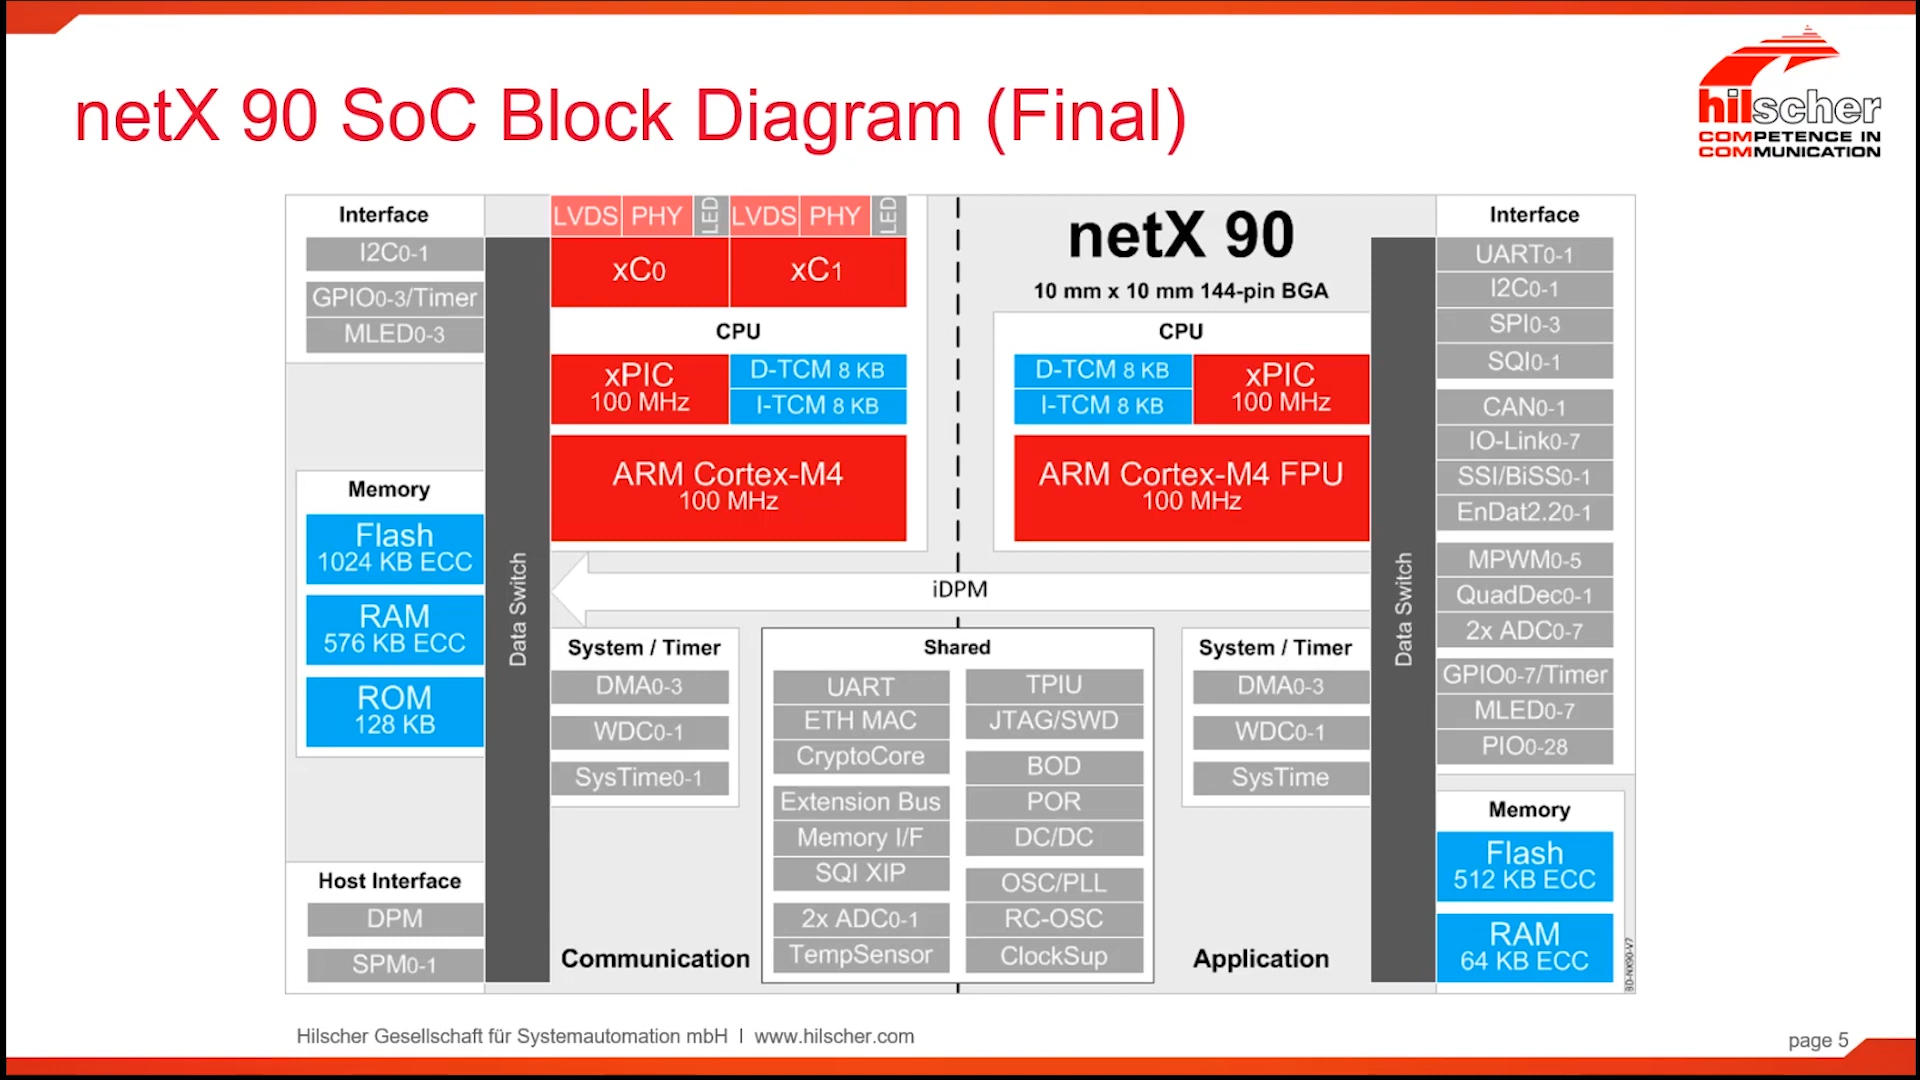 netX 90 SoC Block Diagram (Final)
hilscher
COMPETENCE IN
COMMUNICATION
Interface
I2C0-1
GPIO0-3/Timer
MLED0-3
Memory
Flash
1024 KB ECC
RAM
576 KB ECC
ROM
128 KB
Host Interface
DPM
SPM0-1
Data Switch
LVDS PHY LED LVDS PHY LED
xC0 xC1
CPU
xPIC
100 MHz
D-TCM 8 KB
I-TCM 8 KB
ARM Cortex-M4
100 MHz
netX 90
10 mm x 10 mm 144-pin BGA
CPU
D-TCM 8 KB
I-TCM 8 KB
xPIC
100 MHz
ARM Cortex-M4 FPU
100 MHz
iDPM
System / Timer
DMA0-3
WDC0-1
SysTime0-1
Communication
Shared
UART
ETH MAC
CryptoCore
Extension Bus
Memory I/F
SQI XIP
2x ADC0-1
TempSensor
TPIU
JTAG/SWD
BOD
POR
DC/DC
OSC/PLL
RC-OSC
ClockSup
System / Timer
DMA0-3
WDC0-1
SysTime
Application
Data Switch
Interface
UART0-1
I2C0-1
SPI0-3
SQI0-1
CAN0-1
IO-Link0-7
SSI/BiSS0-1
EnDat2.20-1
MPWM0-5
QuadDec0-1
2x ADC0-7
GPIO0-7/Timer
MLED0-7
PIO0-28
Memory
Flash
512 KB ECC
RAM
64 KB ECC
BD-NX90-V7
Hilscher Gesellschaft für Systemautomation mbH I www.hilscher.com
page 5